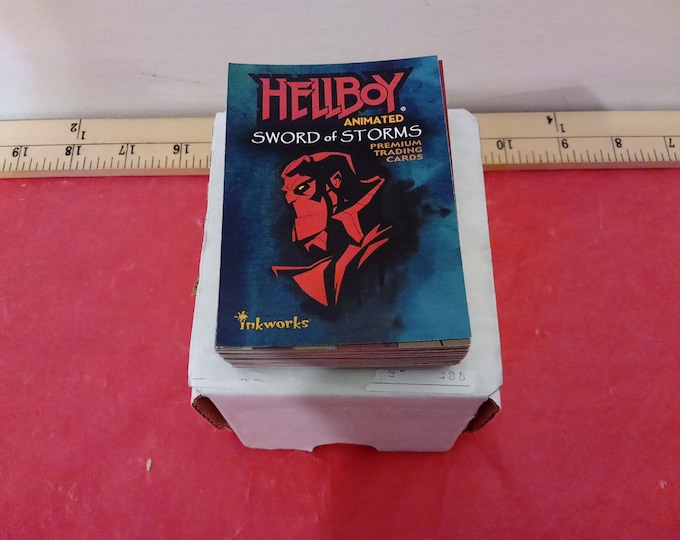 HELLBOY®
ANIMATED
SWORD of STORMS
PREMIUM
TRADING
CARDS
inkworks